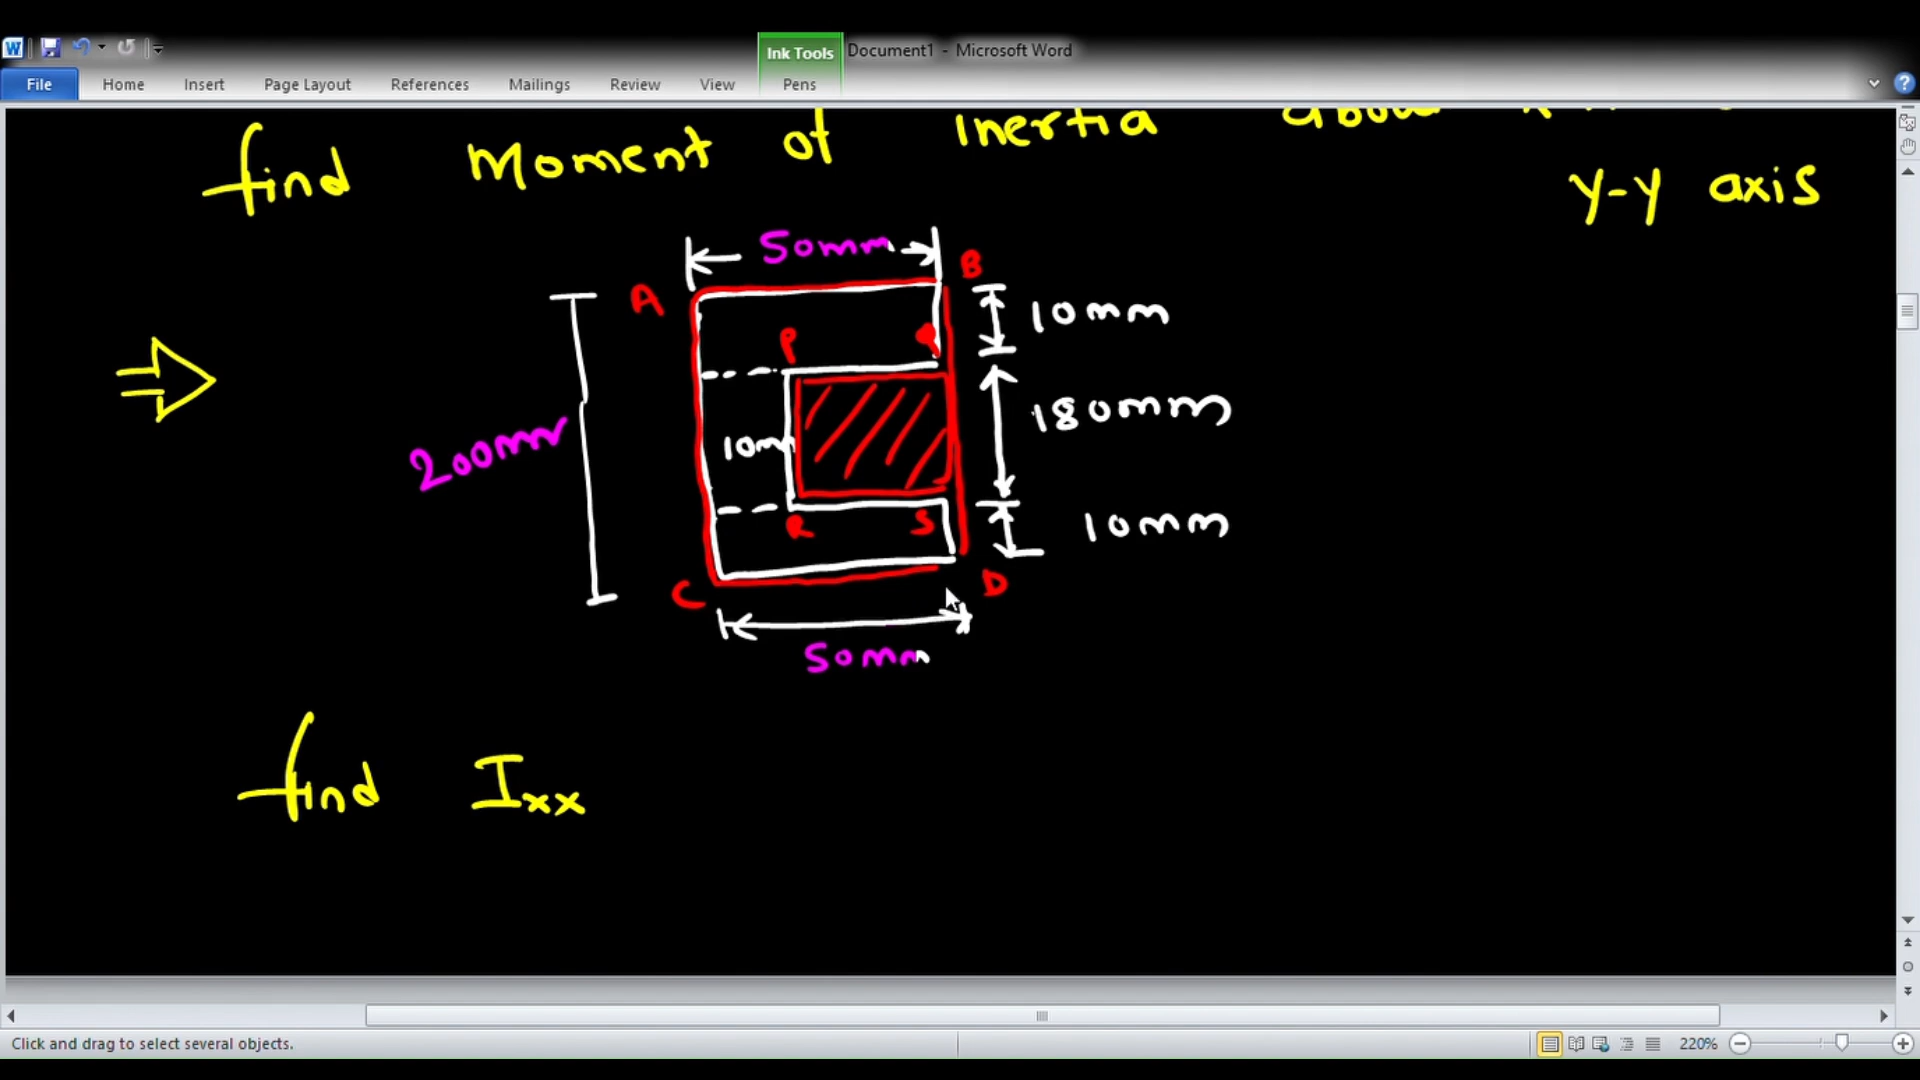 Ink Tools Document1 - Microsoft Word
File Home Insert Page Layout References Mailings Review View Pens
find Moment of Inertia about
y-y axis
50mm
A B
10mm
P Q
200mm 10mm 180mm
R S
10mm
C D
50mm
find Ixx
Click and drag to select several objects. 220%